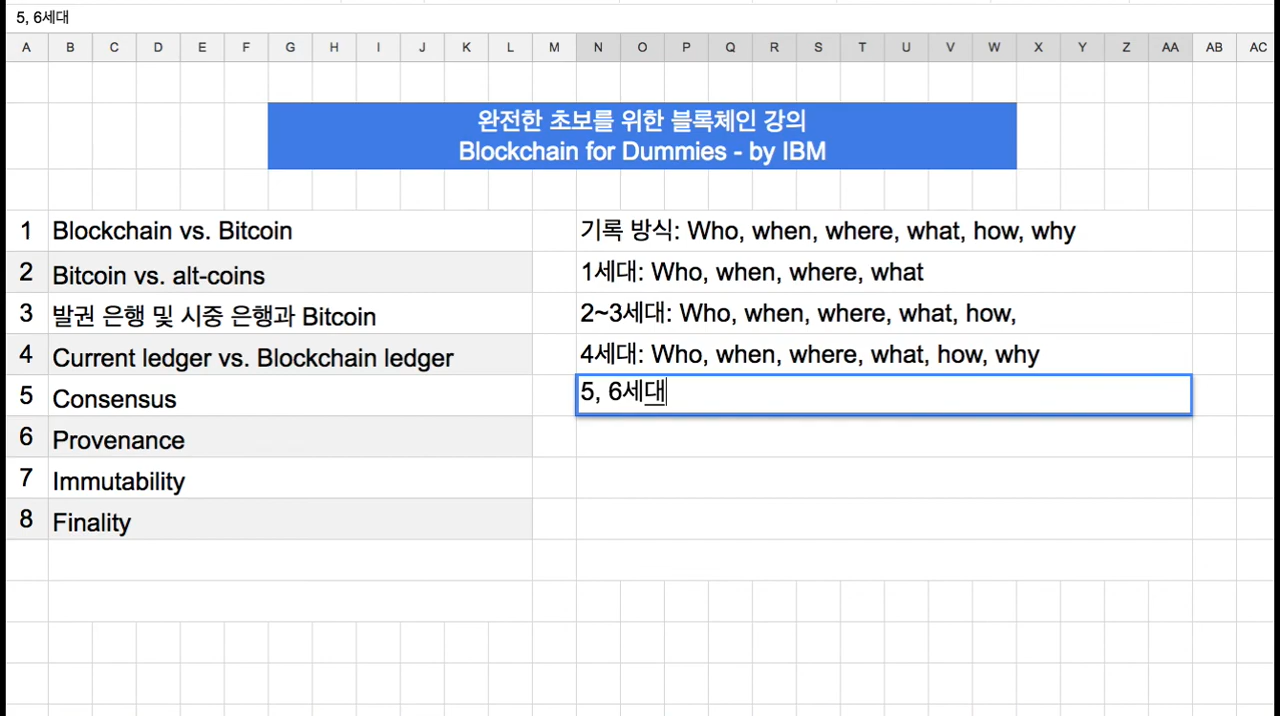 5, 6세대
A B C D E F G H I J K L M N O P Q R S T U V W X Y Z AA AB AC
완전한 초보를 위한 블록체인 강의
Blockchain for Dummies - by IBM
1 Blockchain vs. Bitcoin
2 Bitcoin vs. alt-coins
3 발권 은행 및 시중 은행과 Bitcoin
4 Current ledger vs. Blockchain ledger
5 Consensus
6 Provenance
7 Immutability
8 Finality
기록 방식: Who, when, where, what, how, why
1세대: Who, when, where, what
2~3세대: Who, when, where, what, how,
4세대: Who, when, where, what, how, why
5, 6세대